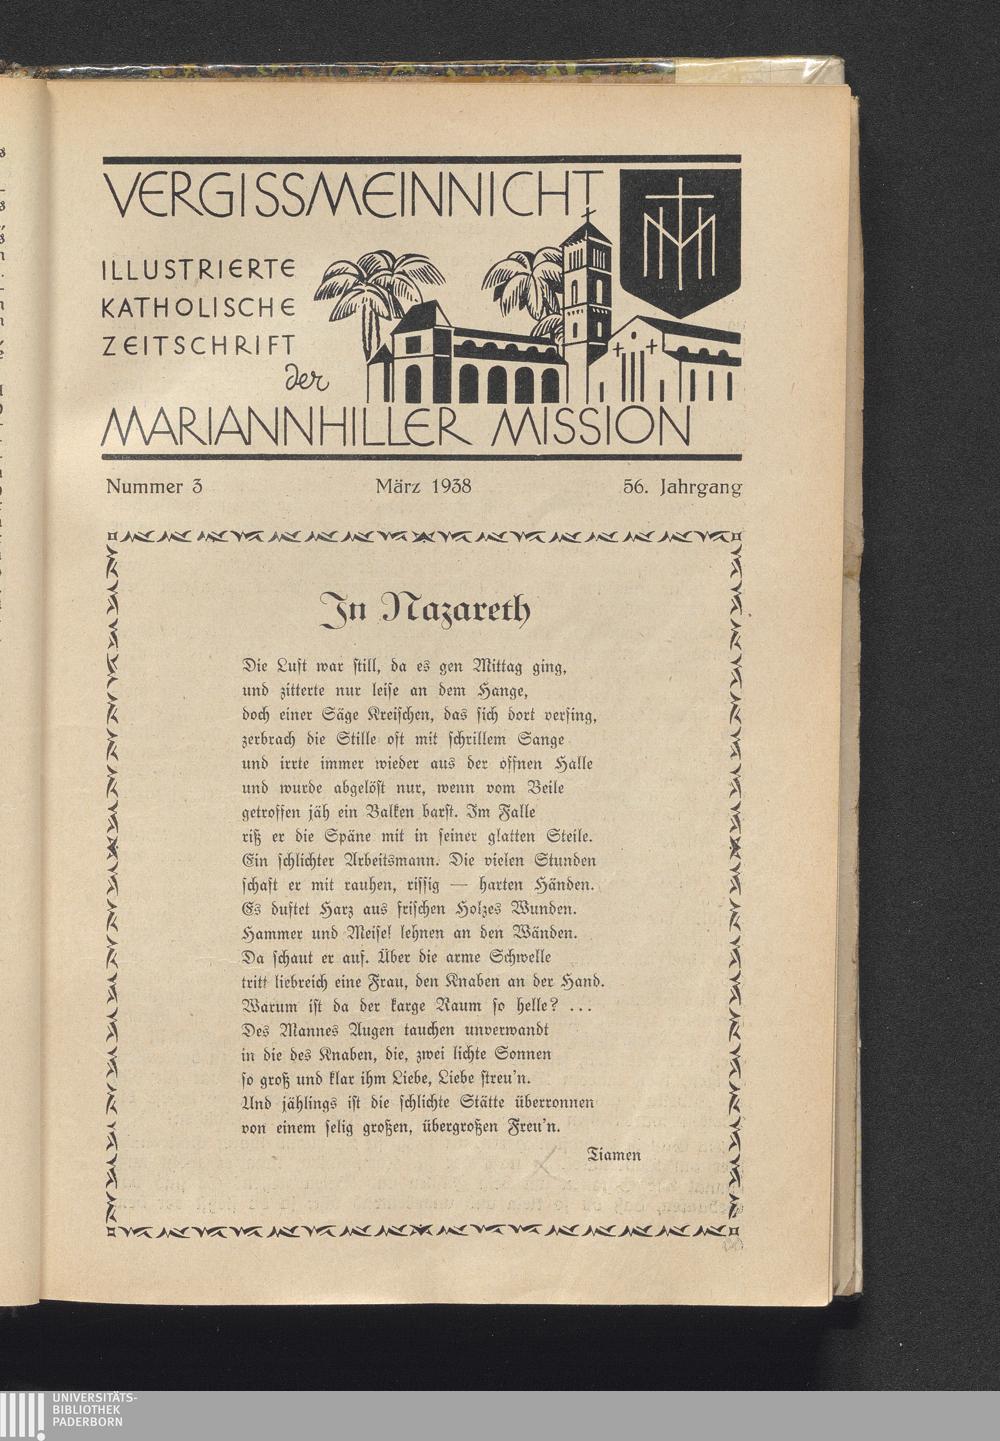 VERGISSMEINNICHT
ILLUSTRIERTE
KATHOLISCHE
ZEITSCHRIFT
der
MARIANNHILLER MISSION
Nummer 3 März 1938 56. Jahrgang
In Nazareth
Die Luft war still, da es gen Mittag ging,
und zitterte nur leise an dem Hange,
doch einer Säge Kreischen, das sich dort verfing,
zerbrach die Stille oft mit schrillem Sange
und irrte immer wieder aus der offnen Halle
und wurde abgelöst nur, wenn vom Beile
getroffen jäh ein Balken barst. Im Falle
riß er die Späne mit in seiner glatten Steile.
Ein schlichter Arbeitsmann. Die vielen Stunden
schafft er mit rauhen, rissig — harten Händen.
Es duftet Harz aus frischen Holzes Wunden.
Hammer und Meisel lehnen an den Wänden.
Da schaut er auf. Über die arme Schwelle
tritt liebreich eine Frau, den Knaben an der Hand.
Warum ist da der karge Raum so helle? ...
Des Mannes Augen tauchen unverwandt
in die des Knaben, die, zwei lichte Sonnen
so groß und klar ihm Liebe, Liebe streu'n.
Und jählings ist die schlichte Stätte überronnen
von einem selig großen, übergroßen Freu'n.
Tiamen
UNIVERSITÄTS-
BIBLIOTHEK
PADERBORN